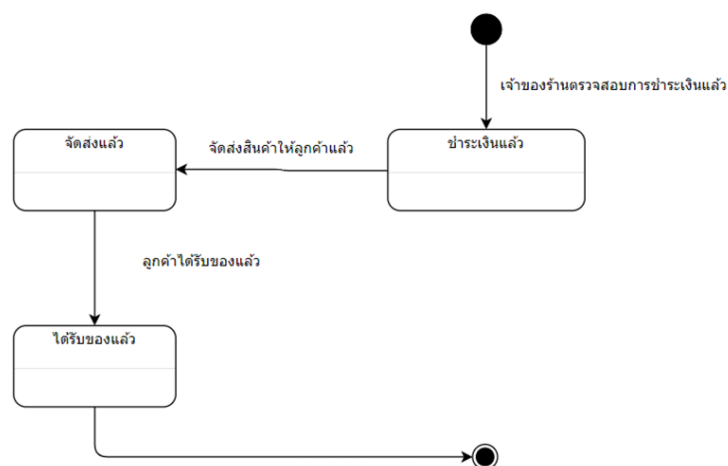 เจ้าของร้านตรวจสอบการชำระเงินแล้ว
จัดส่งแล้ว
จัดส่งสินค้าให้ลูกค้าแล้ว
ชำระเงินแล้ว
ลูกค้าได้รับของแล้ว
ได้รับของแล้ว